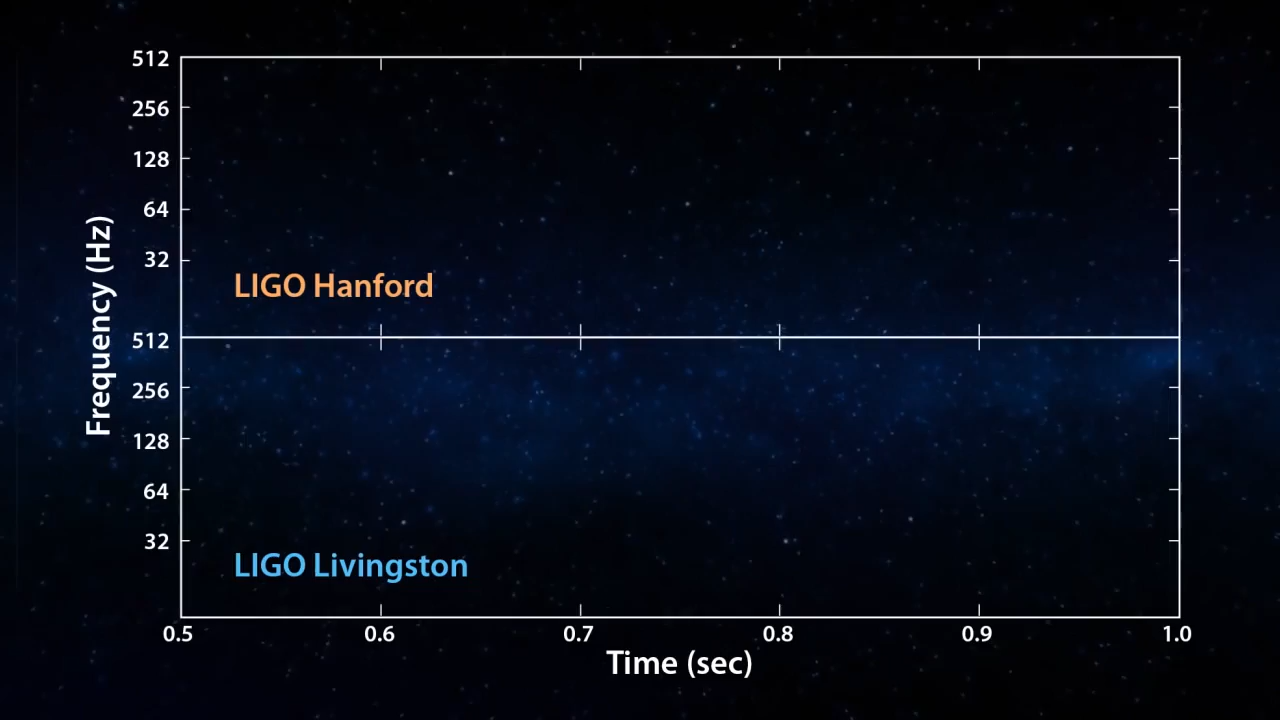 512
256
128
64
32
LIGO Hanford
512
256
128
64
32
LIGO Livingston
Frequency (Hz)
0.5 0.6 0.7 0.8 0.9 1.0
Time (sec)